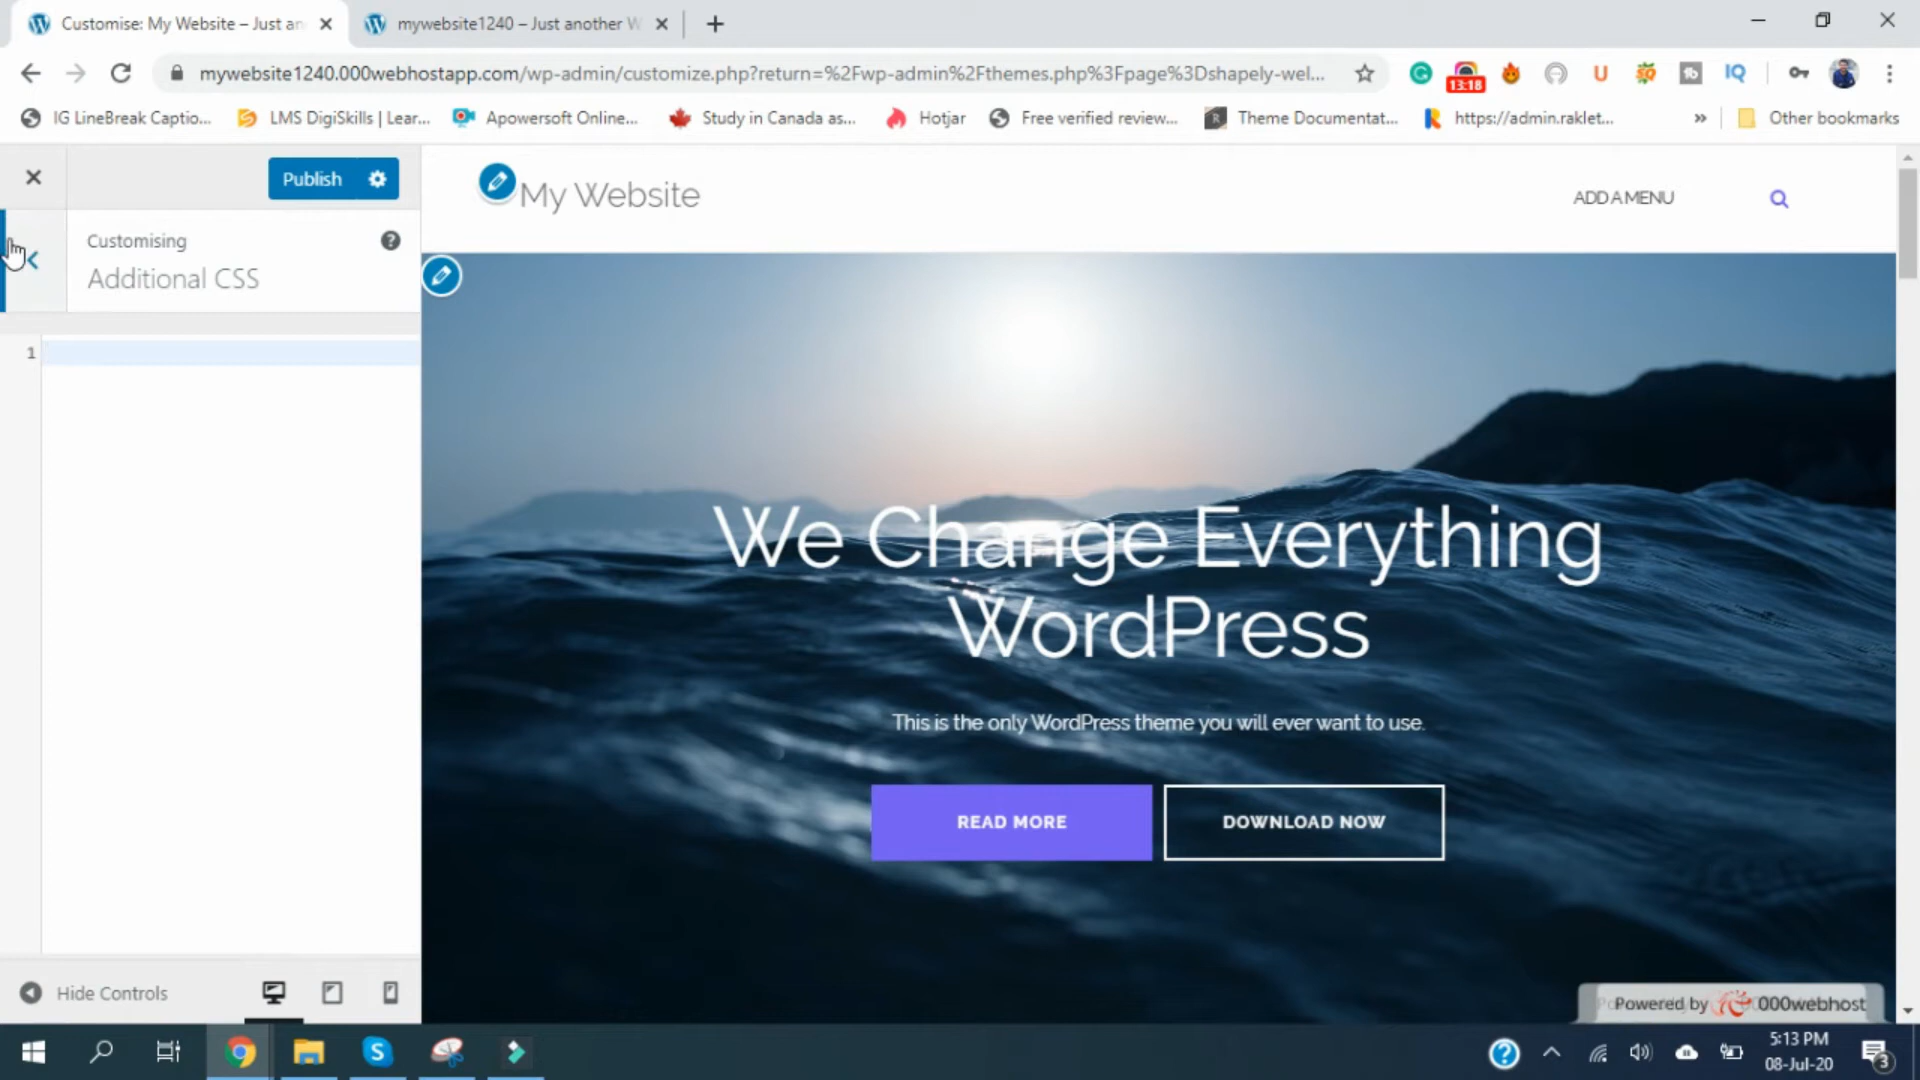 Customise: My Website – Just an
mywebsite1240 – Just another W
mywebsite1240.000webhostapp.com/wp-admin/customize.php?return=%2Fwp-admin%2Fthemes.php%3Fpage%3Dshapely-wel...
13:18
U
IQ
IG LineBreak Captio...
LMS DigiSkills | Lear...
Apowersoft Online...
Study in Canada as...
Hotjar
Free verified review...
Theme Documentat...
https://admin.raklet...
»
Other bookmarks
Publish
Customising
Additional CSS
1
Hide Controls
My Website
ADD A MENU
We Change Everything
WordPress
This is the only WordPress theme you will ever want to use.
READ MORE
DOWNLOAD NOW
Powered by 000webhost
5:13 PM
08-Jul-20
3